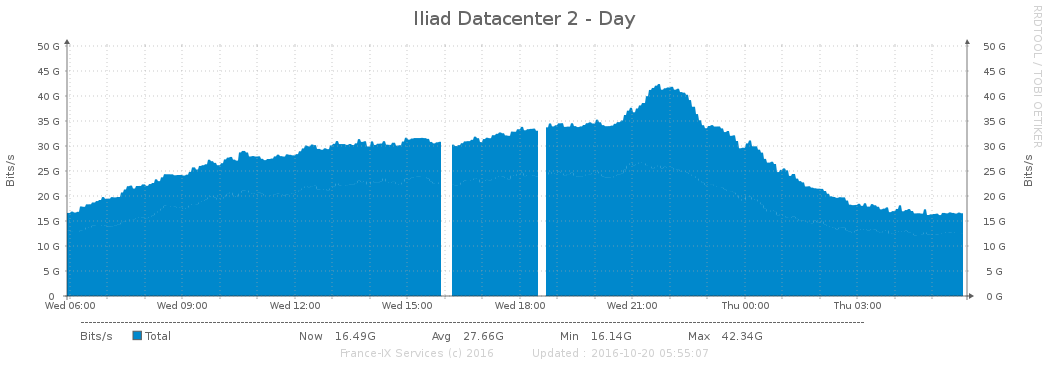 Iliad Datacenter 2 - Day
RRDTOOL / TOBI OETIKER
Bits/s
50 G 50 G
45 G 45 G
40 G 40 G
35 G 35 G
30 G 30 G
25 G 25 G
20 G 20 G
15 G 15 G
10 G 10 G
5 G 5 G
0 0 G
Bits/s
Wed 06:00 Wed 09:00 Wed 12:00 Wed 15:00 Wed 18:00 Wed 21:00 Thu 00:00 Thu 03:00
Bits/s Total Now 16.49G Avg 27.66G Min 16.14G Max 42.34G
France-IX Services (c) 2016 Updated : 2016-10-20 05:55:07